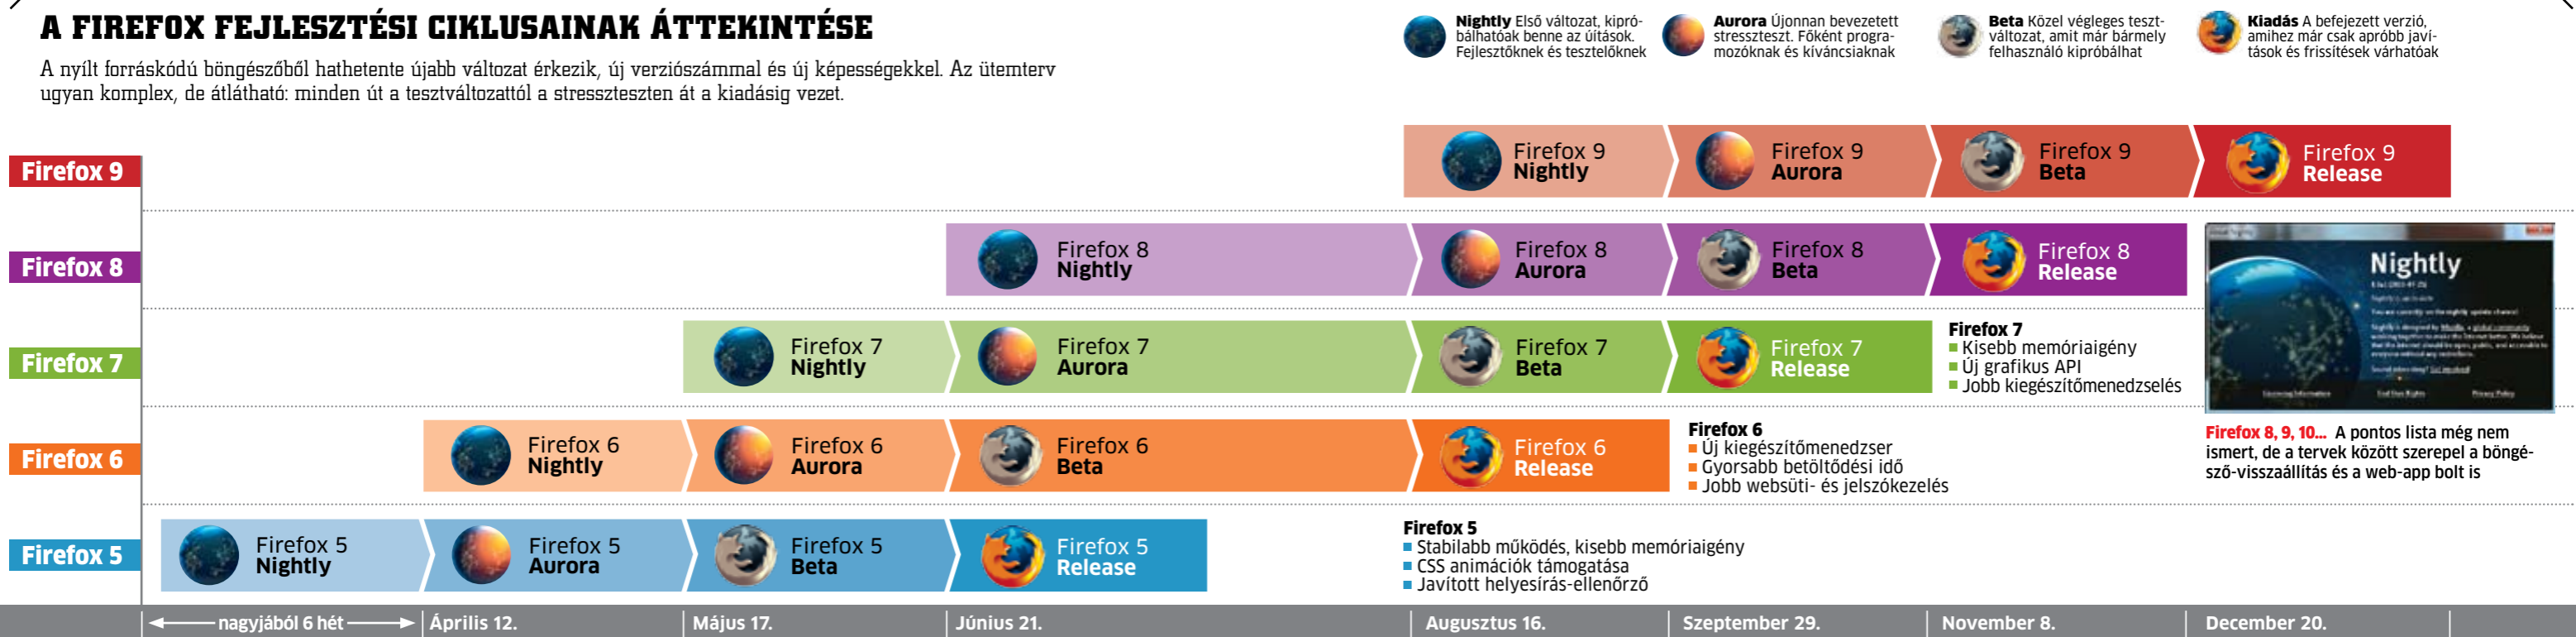 A FIREFOX FEJLESZTÉSI CIKLUSAINAK ÁTTEKINTÉSE
A nyílt forráskódú böngészőből hathetente újabb változat érkezik, új verziószámmal és új képességekkel. Az ütemterv
ugyan komplex, de átlátható: minden út a tesztváltozattól a stresszteszten át a kiadásig vezet.
Nightly Első változat, kipró-
bálhatóak benne az úítások.
Fejlesztőknek és tesztelőknek
Aurora Újonnan bevezetett
stresszteszt. Főként progra-
mozóknak és kíváncsiaknak
Beta Közel végleges teszt-
változat, amit már bármely
felhasználó kipróbálhat
Kiadás A befejezett verzió,
amihez már csak apróbb javí-
tások és frissítések várhatóak
Firefox 9
Firefox 9
Nightly
Firefox 9
Aurora
Firefox 9
Beta
Firefox 9
Release
Firefox 8
Firefox 8
Nightly
Firefox 8
Aurora
Firefox 8
Beta
Firefox 8
Release
Nightly
Firefox 7
Firefox 7
Nightly
Firefox 7
Aurora
Firefox 7
Beta
Firefox 7
Release
Firefox 7
Kisebb memóriaigény
Új grafikus API
Jobb kiegészítőmenedzselés
Firefox 6
Firefox 6
Nightly
Firefox 6
Aurora
Firefox 6
Beta
Firefox 6
Release
Firefox 6
Új kiegészítőmenedzser
Gyorsabb betöltődési idő
Jobb websüti- és jelszókezelés
Firefox 8, 9, 10... A pontos lista még nem
ismert, de a tervek között szerepel a böngé-
sző-visszaállítás és a web-app bolt is
Firefox 5
Firefox 5
Nightly
Firefox 5
Aurora
Firefox 5
Beta
Firefox 5
Release
Firefox 5
Stabilabb működés, kisebb memóriaigény
CSS animációk támogatása
Javított helyesírás-ellenőrző
nagyjából 6 hét
Április 12.
Május 17.
Június 21.
Augusztus 16.
Szeptember 29.
November 8.
December 20.